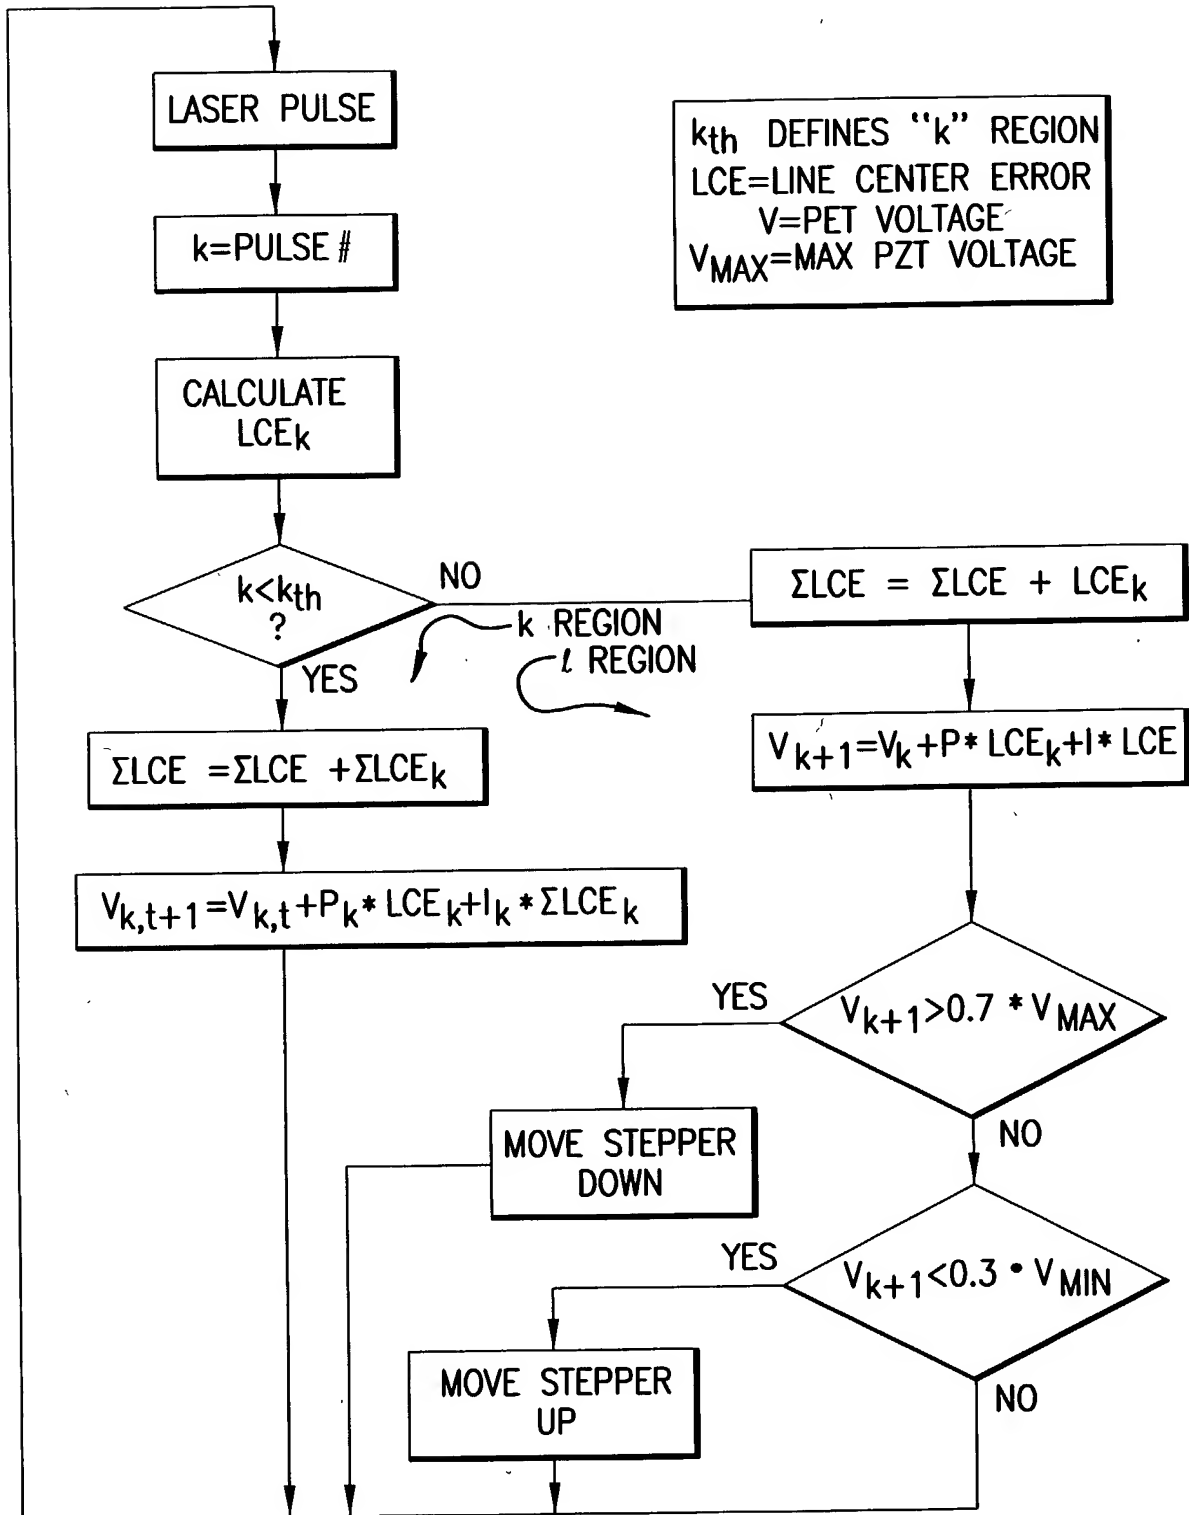 LASER PULSE
k=PULSE #
CALCULATE
LCEk
k<kth
?
NO
YES
k REGION
ℓ REGION
kth DEFINES “k” REGION
LCE=LINE CENTER ERROR
V=PET VOLTAGE
VMAX=MAX PZT VOLTAGE
ΣLCE =ΣLCE +ΣLCEk
Vk,t+1=Vk,t+Pk* LCEk+Ik* ΣLCEk
ΣLCE = ΣLCE + LCEk
Vk+1=Vk+P* LCEk+I* LCE
Vk+1>0.7 * VMAX
YES
NO
MOVE STEPPER
DOWN
Vk+1<0.3 • VMIN
YES
NO
MOVE STEPPER
UP